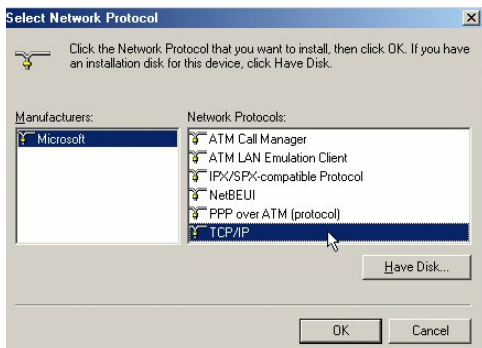 Select Network Protocol
Click the Network Protocol that you want to install, then click OK. If you have
an installation disk for this device, click Have Disk.
Manufacturers:
Microsoft
Network Protocols:
ATM Call Manager
ATM LAN Emulation Client
IPX/SPX-compatible Protocol
NetBEUI
PPP over ATM (protocol)
TCP/IP
Have Disk...
OK
Cancel